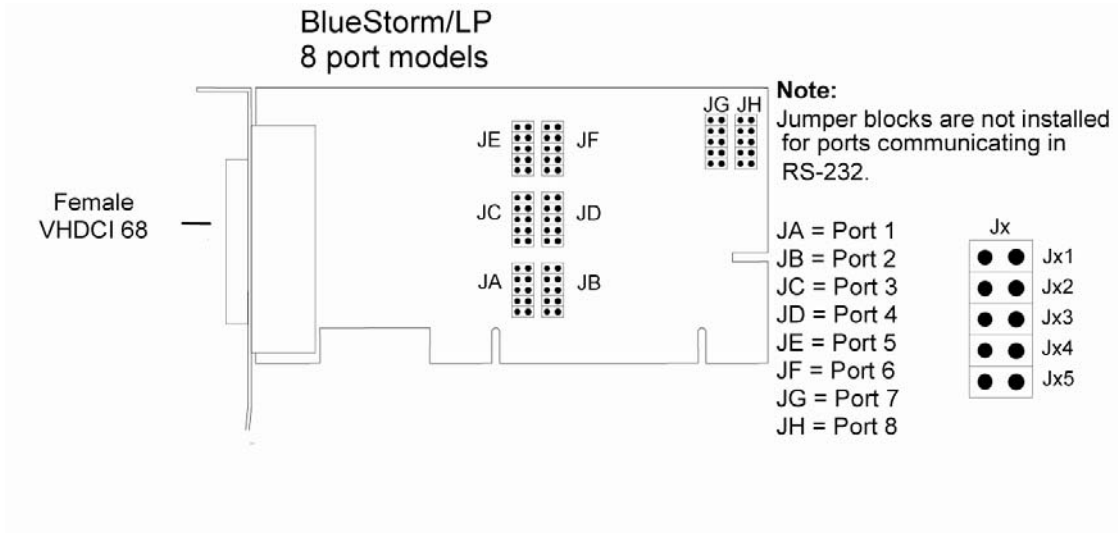 BlueStorm/LP
8 port models
JG JH
JE
JF
JC
JD
JA
JB
Female
VHDCI 68
Note:
Jumper blocks are not installed
for ports communicating in
RS-232.
JA = Port 1
JB = Port 2
JC = Port 3
JD = Port 4
JE = Port 5
JF = Port 6
JG = Port 7
JH = Port 8
Jx
Jx1
Jx2
Jx3
Jx4
Jx5